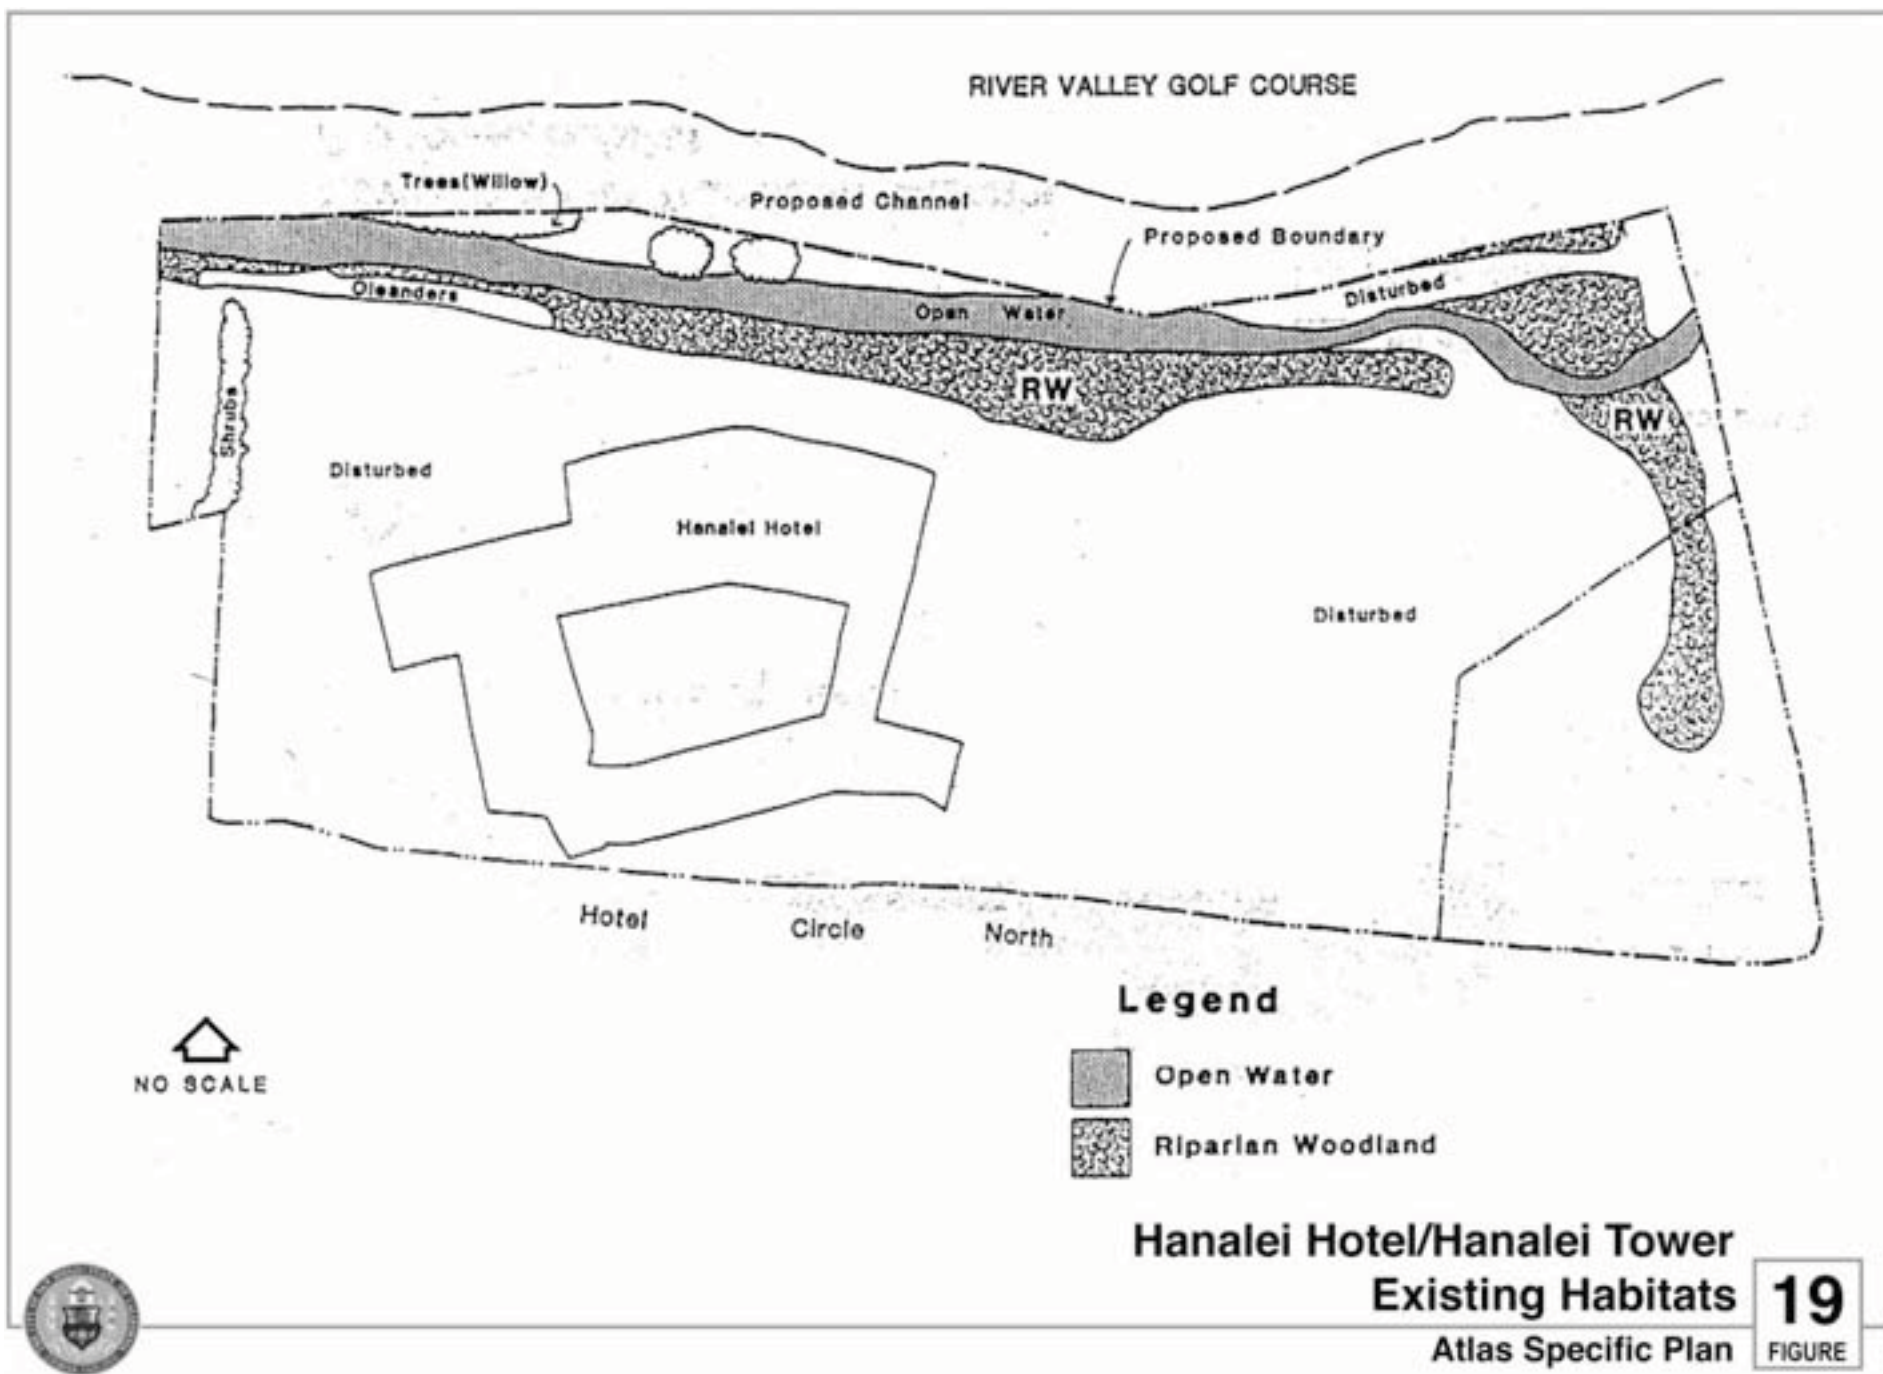 RIVER VALLEY GOLF COURSE
Trees(Willow)
Proposed Channel
Proposed Boundary
Disturbed
Oleanders
Open Water
RW
RW
Shrubs
Disturbed
Hanalei Hotel
Disturbed
Hotel Circle North
Legend
NO SCALE
Open Water
Riparian Woodland
Hanalei Hotel/Hanalei Tower
Existing Habitats
Atlas Specific Plan
19
FIGURE